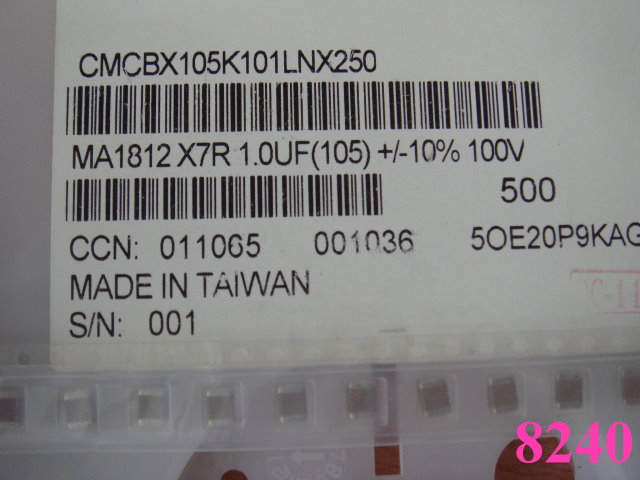 CMCBX105K101LNX250
MA1812 X7R 1.0UF(105) +/-10% 100V
500
CCN: 011065 001036 5OE20P9KAG
MADE IN TAIWAN
S/N: 001
8240